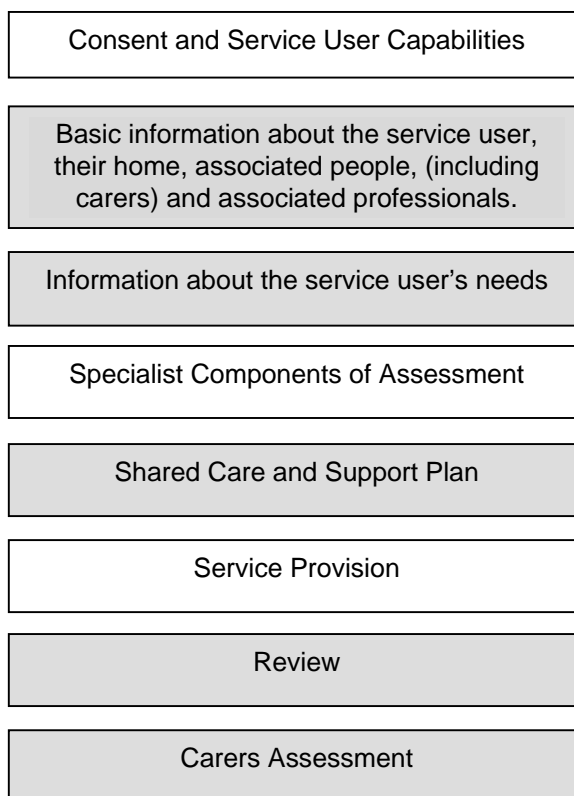 Consent and Service User Capabilities
Basic information about the service user,
their home, associated people, (including
carers) and associated professionals.
Information about the service user's needs
Specialist Components of Assessment
Shared Care and Support Plan
Service Provision
Review
Carers Assessment